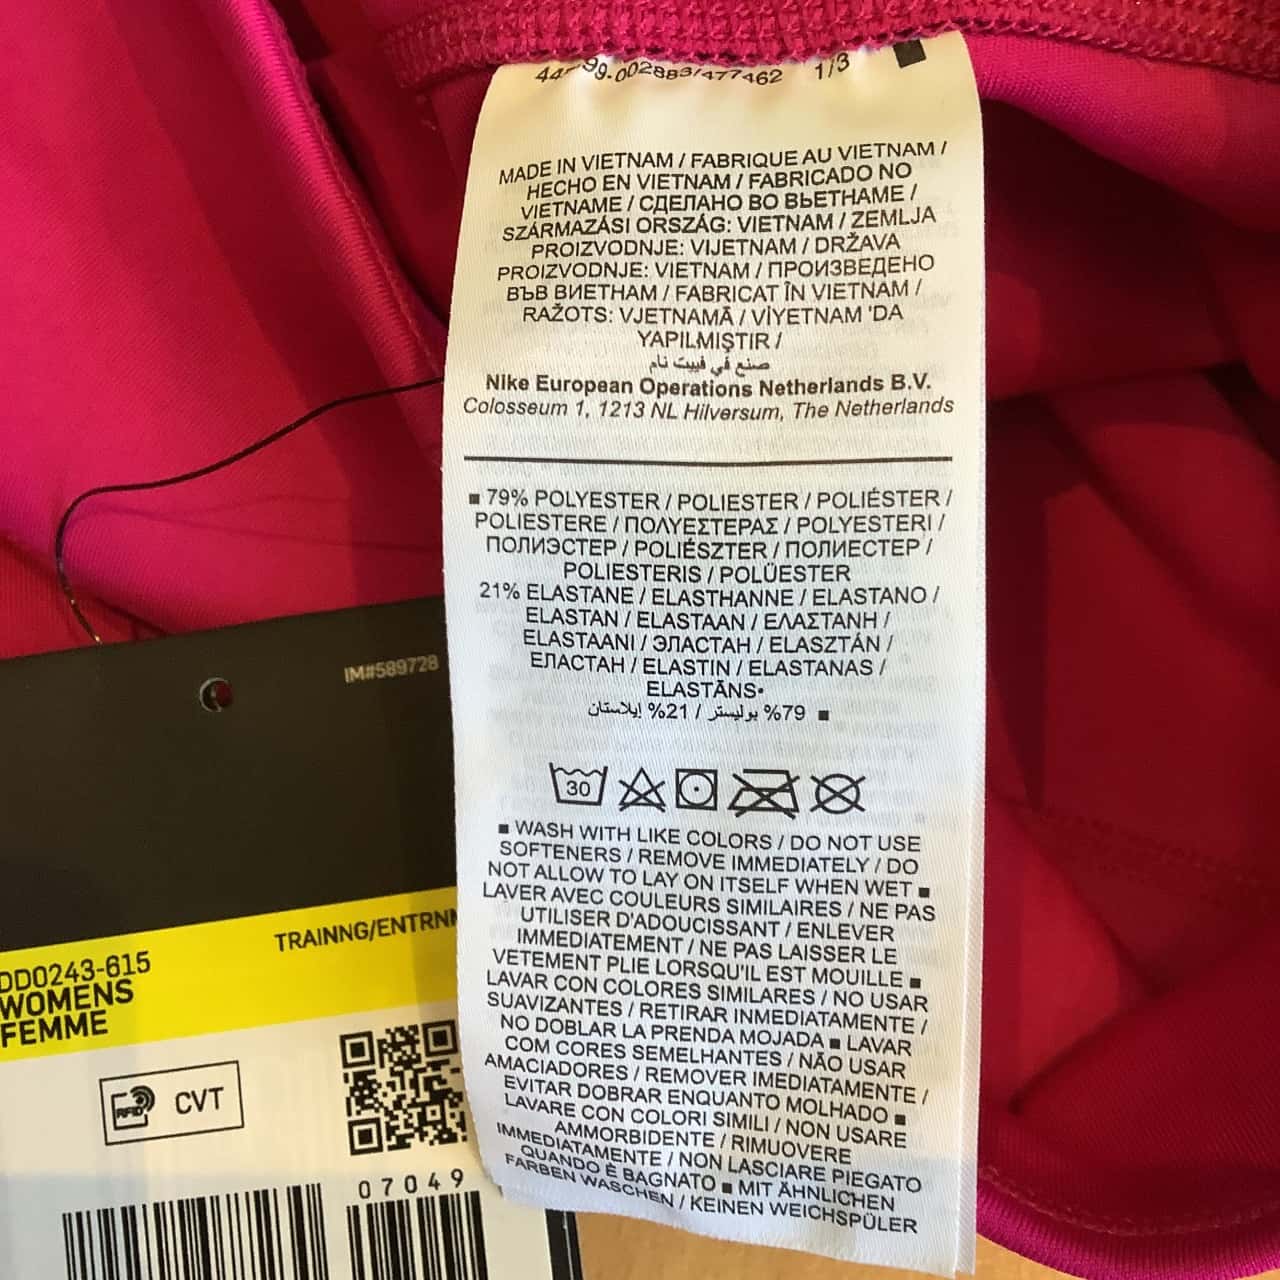 002883/477462 1/3
MADE IN VIETNAM / FABRIQUE AU VIETNAM /
HECHO EN VIETNAM / FABRICADO NO
VIETNAME / СДЕЛАНО ВО ВЬЕТНАМЕ /
SZÁRMAZÁSI ORSZÁG: VIETNAM / ZEMLJA
PROIZVODNJE: VIJETNAM / DRŽAVA
PROIZVODNJE: VIETNAM / ПРОИЗВЕДЕНО
ВЪВ ВИЕТНАМ / FABRICAT ÎN VIETNAM /
RAŽOTS: VJETNAMĀ / VİYETNAM 'DA
YAPILMIŞTIR /
صنع في فييت نام
Nike European Operations Netherlands B.V.
Colosseum 1, 1213 NL Hilversum, The Netherlands
■ 79% POLYESTER / POLIESTER / POLIÉSTER /
POLIESTERE / ΠΟΛΥΕΣΤΕΡΑΣ / POLYESTERI /
ПОЛИЭСТЕР / POLIÉSZTER / ПОЛИЕСТЕР /
POLIESTERIS / POLÜESTER
21% ELASTANE / ELASTHANNE / ELASTANO /
ELASTAN / ELASTAAN / ΕΛΑΣΤΑΝΗ /
ELASTAANI / ЭЛАСТАН / ELASZTÁN /
ЕЛАСТАН / ELASTIN / ELASTANAS /
ELASTĀNS•
■ 79% بوليستر / 21% إيلاستان
30
■ WASH WITH LIKE COLORS / DO NOT USE
SOFTENERS / REMOVE IMMEDIATELY / DO
NOT ALLOW TO LAY ON ITSELF WHEN WET ■
LAVER AVEC COULEURS SIMILAIRES / NE PAS
UTILISER D'ADOUCISSANT / ENLEVER
IMMEDIATEMENT / NE PAS LAISSER LE
VETEMENT PLIE LORSQU'IL EST MOUILLE ■
LAVAR CON COLORES SIMILARES / NO USAR
SUAVIZANTES / RETIRAR INMEDIATAMENTE /
NO DOBLAR LA PRENDA MOJADA ■ LAVAR
COM CORES SEMELHANTES / NÃO USAR
AMACIADORES / REMOVER IMEDIATAMENTE /
EVITAR DOBRAR ENQUANTO MOLHADO ■
LAVARE CON COLORI SIMILI / NON USARE
AMMORBIDENTE / RIMUOVERE
IMMEDIATAMENTE / NON LASCIARE PIEGATO
QUANDO È BAGNATO ■ MIT ÄHNLICHEN
FARBEN WASCHEN / KEINEN WEICHSPÜLER
IM#589728
TRAINNG/ENTRNM
DD0243-615
WOMENS
FEMME
RFID CVT
07049